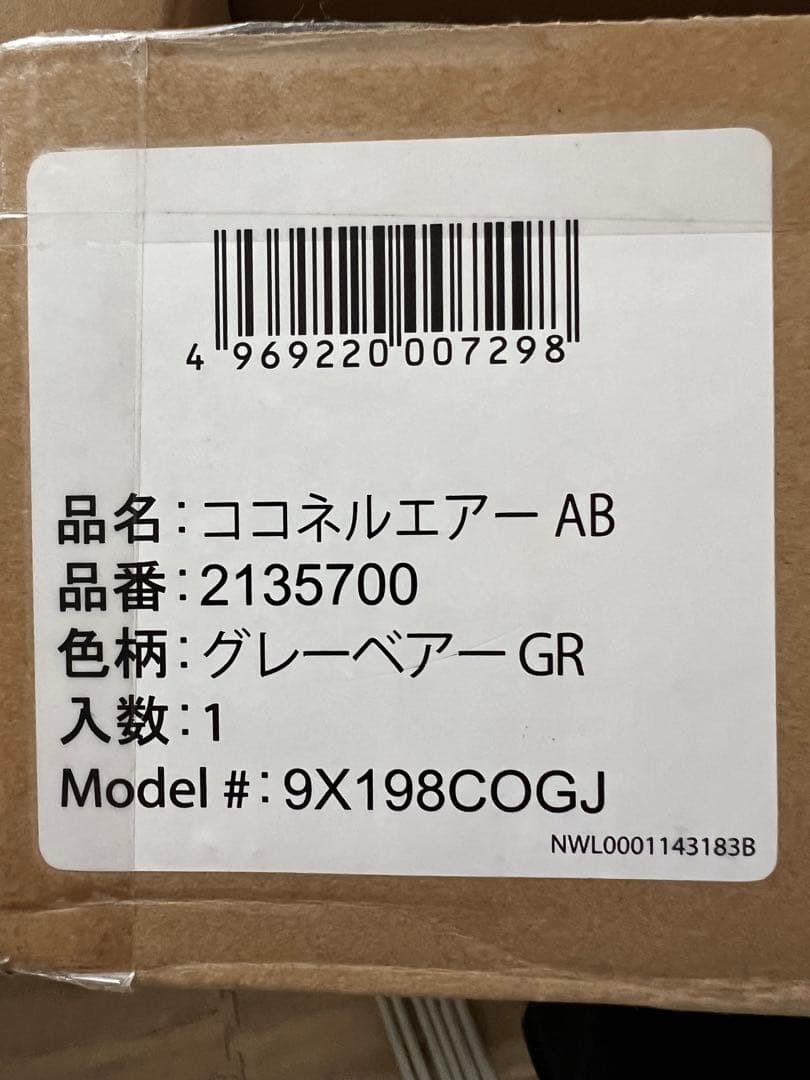 4 969220 007298
品名:ココネルエアー AB
品番:2135700
色柄:グレーベアー GR
入数:1
Model #:9X198COGJ
NWL0001143183B